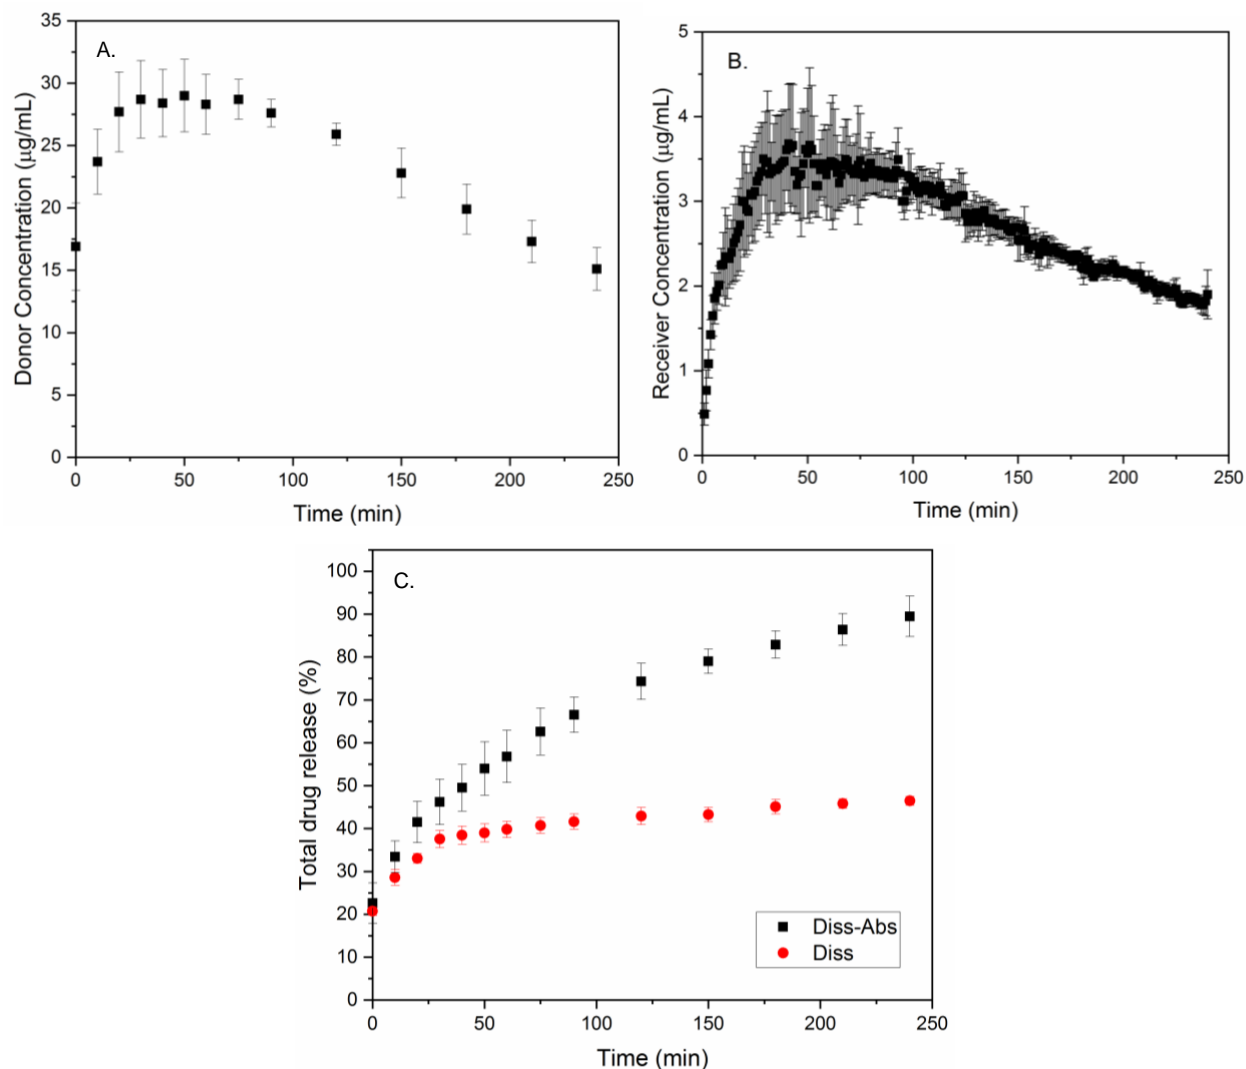 A.
Donor Concentration (μg/mL)
35
30
25
20
15
10
5
0
0 50 100 150 200 250
Time (min)
B.
Receiver Concentration (μg/mL)
5
4
3
2
1
0
0 50 100 150 200 250
Time (min)
C.
Total drug release (%)
100
90
80
70
60
50
40
30
20
10
0
Diss-Abs
Diss
0 50 100 150 200 250
Time (min)